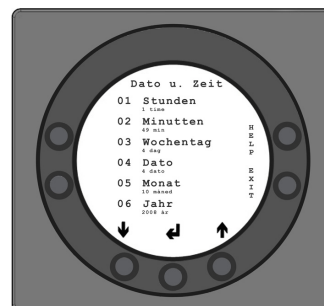 Dato u. Zeit
01 Stunden
1 time
02 Minutten
49 min
03 Wochentag
4 dag
04 Dato
4 dato
05 Monat
10 måned
06 Jahr
2008 år
HELP
EXIT